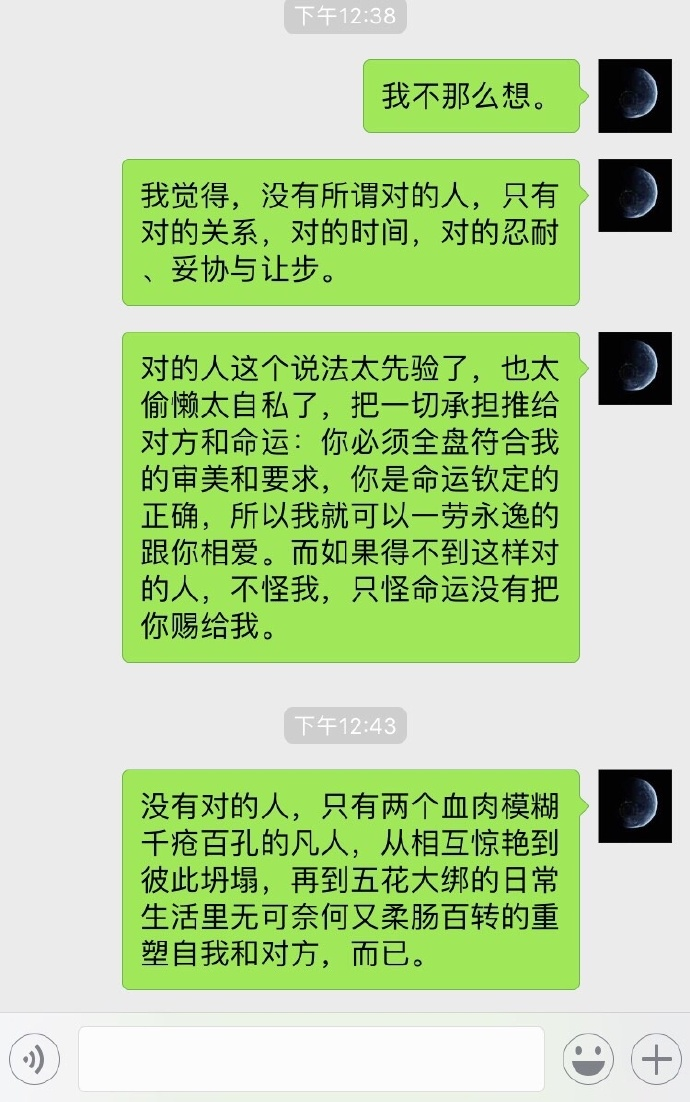 下午12:38
我不那么想。
我觉得，没有所谓对的人，只有
对的关系，对的时间，对的忍耐
、妥协与让步。
对的人这个说法太先验了，也太
偷懒太自私了，把一切承担推给
对方和命运：你必须全盘符合我
的审美和要求，你是命运钦定的
正确，所以我就可以一劳永逸的
跟你相爱。而如果得不到这样对
的人，不怪我，只怪命运没有把
你赐给我。
下午12:43
没有对的人，只有两个血肉模糊
千疮百孔的凡人，从相互惊艳到
彼此坍塌，再到五花大绑的日常
生活里无可奈何又柔肠百转的重
塑自我和对方，而已。